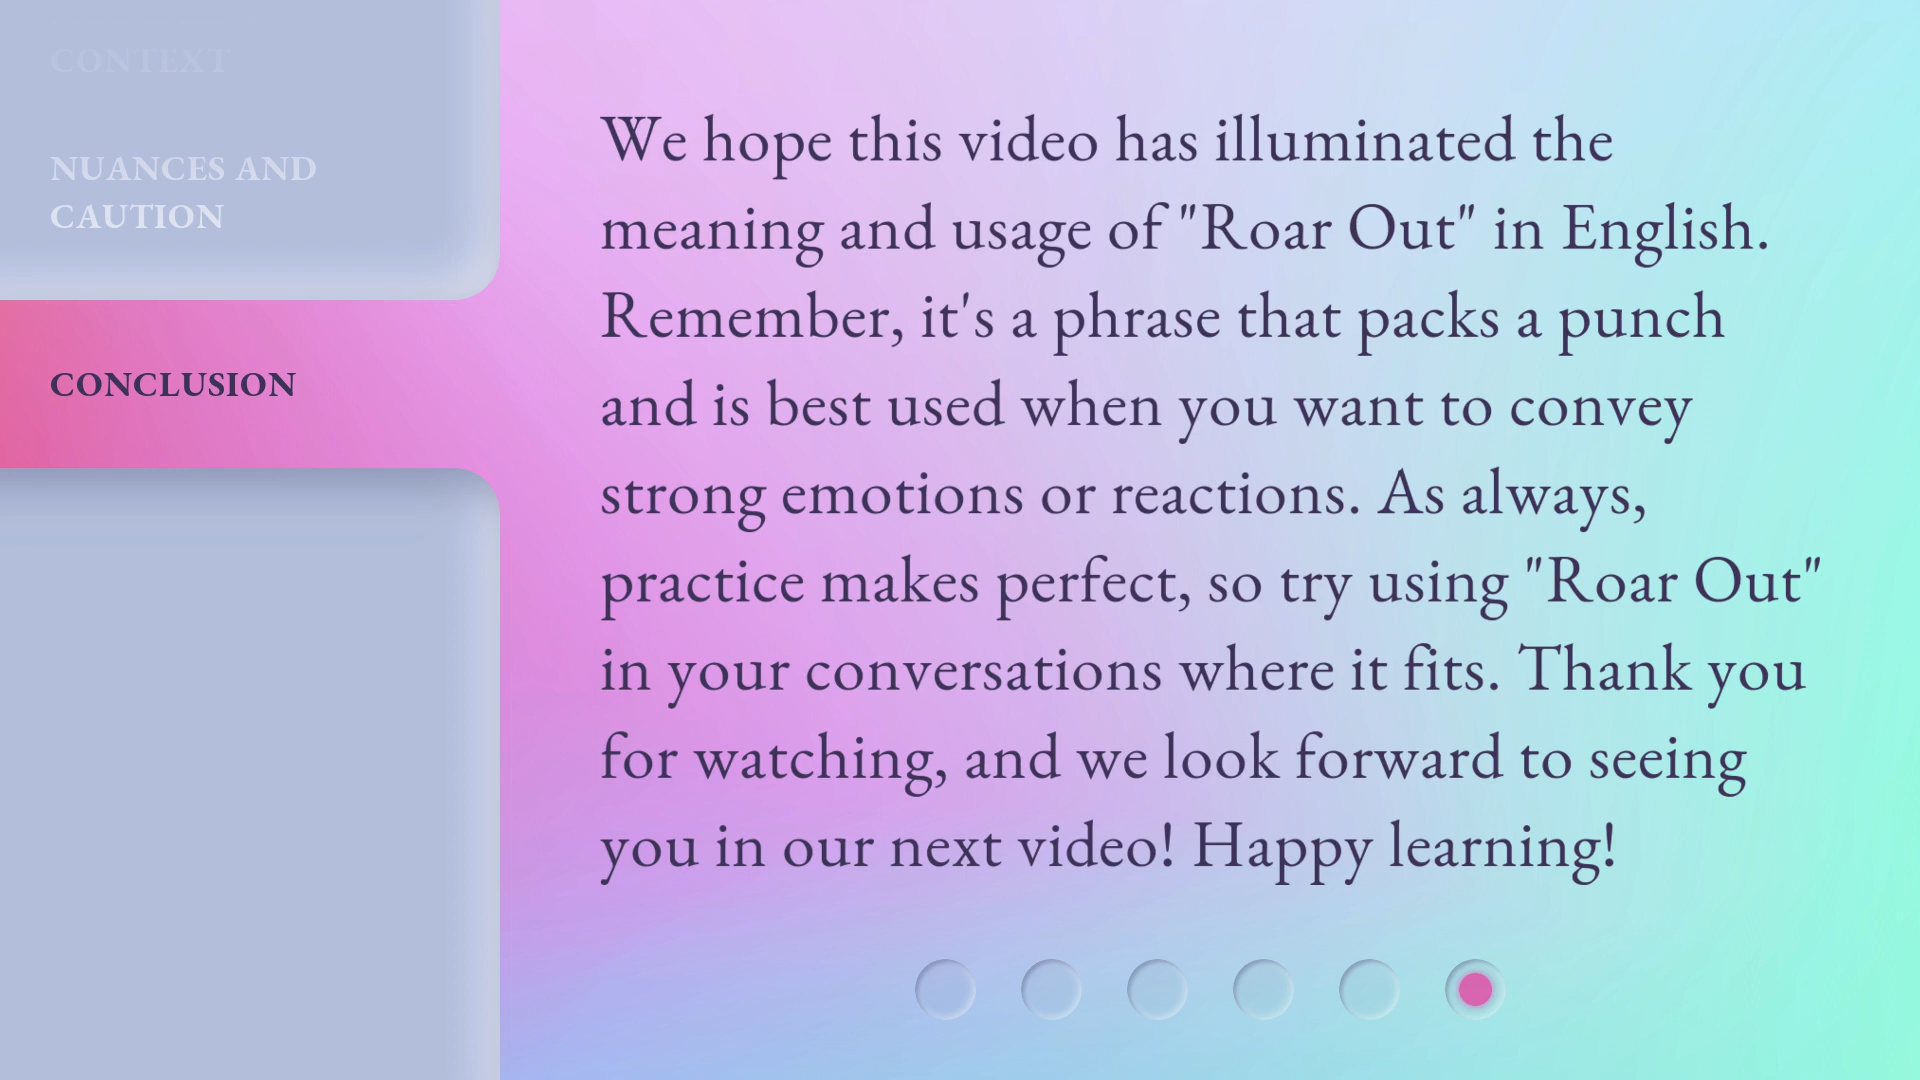 CONTEXT
NUANCES AND
CAUTION
CONCLUSION
We hope this video has illuminated the
meaning and usage of "Roar Out" in English.
Remember, it's a phrase that packs a punch
and is best used when you want to convey
strong emotions or reactions. As always,
practice makes perfect, so try using "Roar Out"
in your conversations where it fits. Thank you
for watching, and we look forward to seeing
you in our next video! Happy learning!